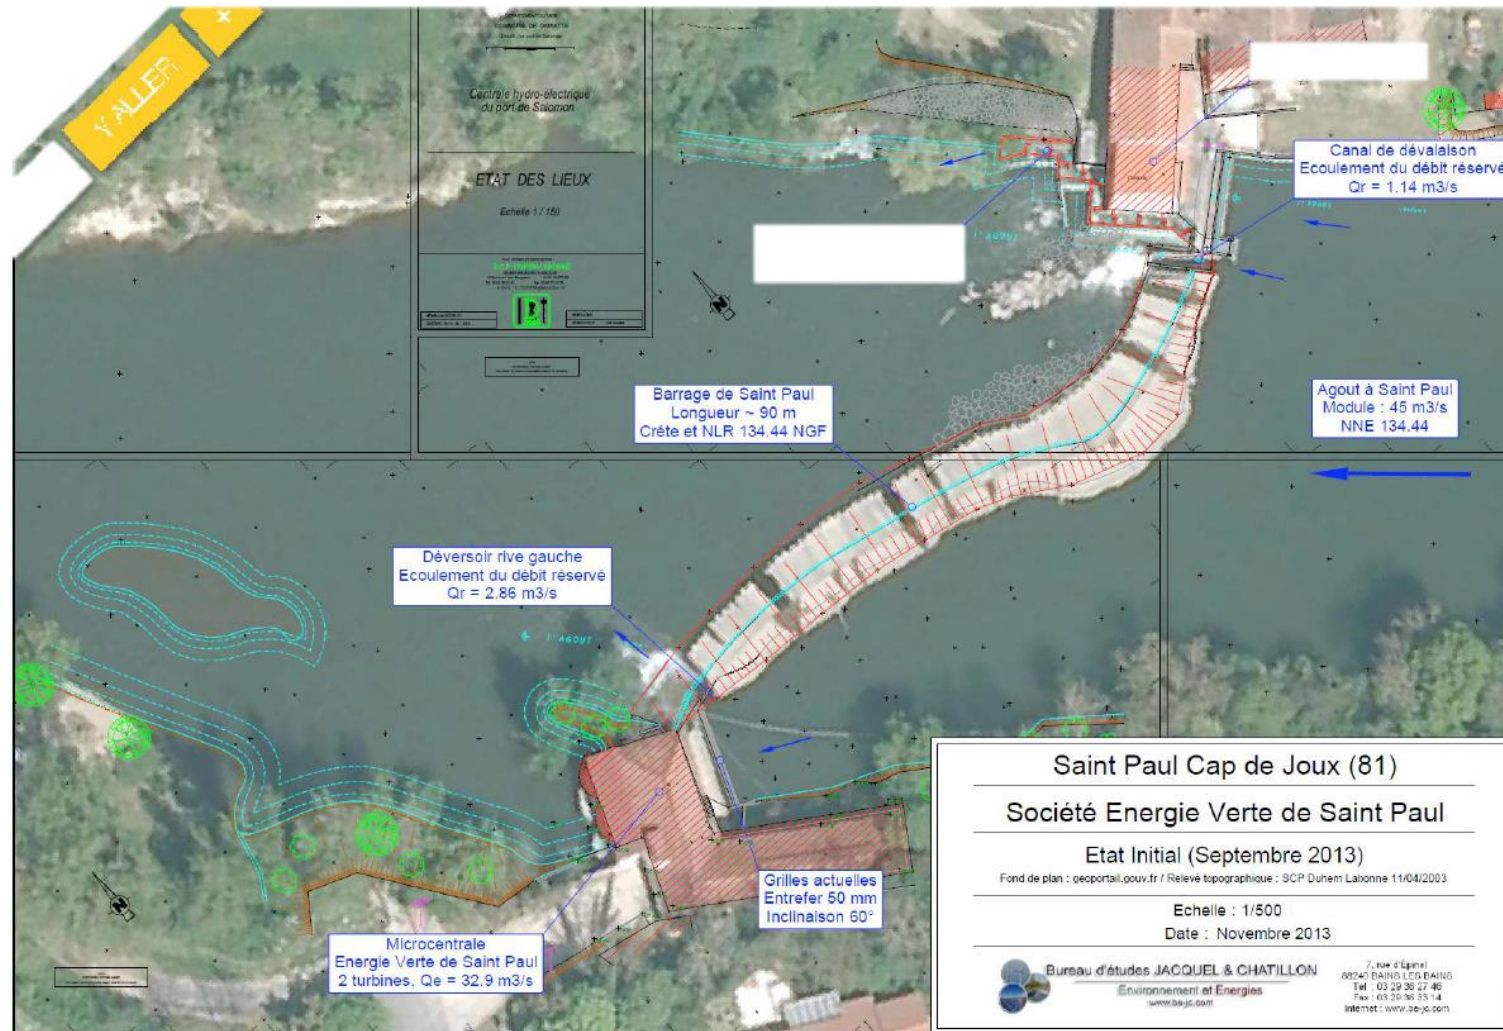 Y ALLER
COMMUNE DE DAMIATTE
Centrale hydro-électrique
du port de Salomon
ETAT DES LIEUX
Echelle 1 / 150
Canal de dévalaison
Ecoulement du débit réservé
Qr = 1.14 m3/s
l' AGOUT
N
Barrage de Saint Paul
Longueur ~ 90 m
Crête et NLR 134.44 NGF
Agout à Saint Paul
Module : 45 m3/s
NNE 134.44
Déversoir rive gauche
Ecoulement du débit réservé
Qr = 2.86 m3/s
l' AGOUT
Grilles actuelles
Entrefer 50 mm
Inclinaison 60°
N
Microcentrale
Energie Verte de Saint Paul
2 turbines, Qe = 32.9 m3/s
Saint Paul Cap de Joux (81)
Société Energie Verte de Saint Paul
Etat Initial (Septembre 2013)
Fond de plan : geoportail.gouv.fr / Relevé topographique : SCP Duhem Labonne 11/04/2003
Echelle : 1/500
Date : Novembre 2013
Bureau d'études JACQUEL & CHATILLON
Environnement et Energies
www.be-jc.com
7, rue d'Épinal
88240 BAINS LES BAINS
Tél : 03 29 36 27 46
Fax : 03 29 36 33 14
Internet : www.be-jc.com